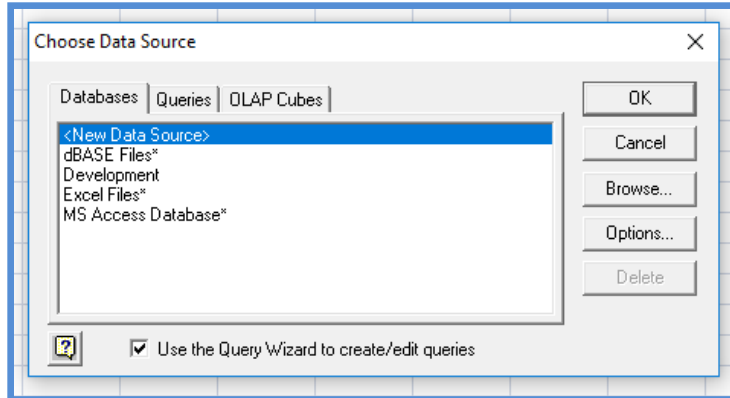 Choose Data Source
Databases Queries OLAP Cubes
<New Data Source>
dBASE Files*
Development
Excel Files*
MS Access Database*
OK
Cancel
Browse...
Options...
Delete
? Use the Query Wizard to create/edit queries